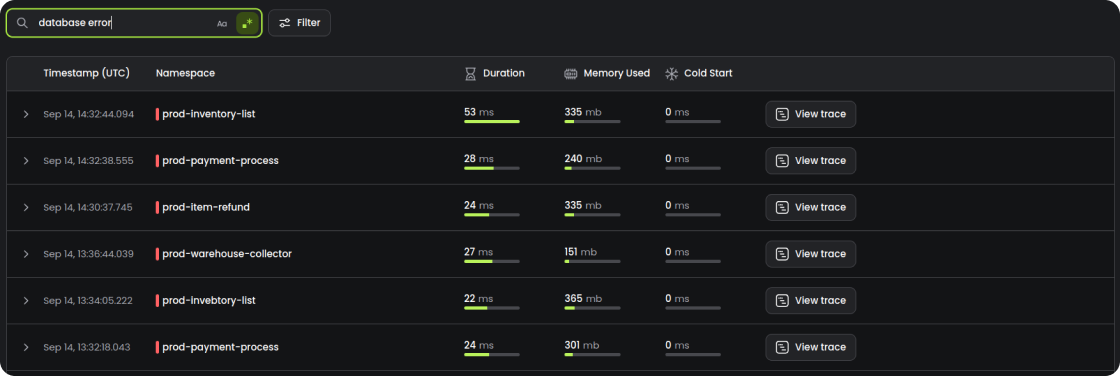 database error Aa .* Filter
Timestamp (UTC) Namespace Duration Memory Used Cold Start
Sep 14, 14:32:44.094 prod-inventory-list 53 ms 335 mb 0 ms View trace
Sep 14, 14:32:38.555 prod-payment-process 28 ms 240 mb 0 ms View trace
Sep 14, 14:30:37.745 prod-item-refund 24 ms 335 mb 0 ms View trace
Sep 14, 13:36:44.039 prod-warehouse-collector 27 ms 151 mb 0 ms View trace
Sep 14, 13:34:05.222 prod-invebtory-list 22 ms 365 mb 0 ms View trace
Sep 14, 13:32:18.043 prod-payment-process 24 ms 301 mb 0 ms View trace